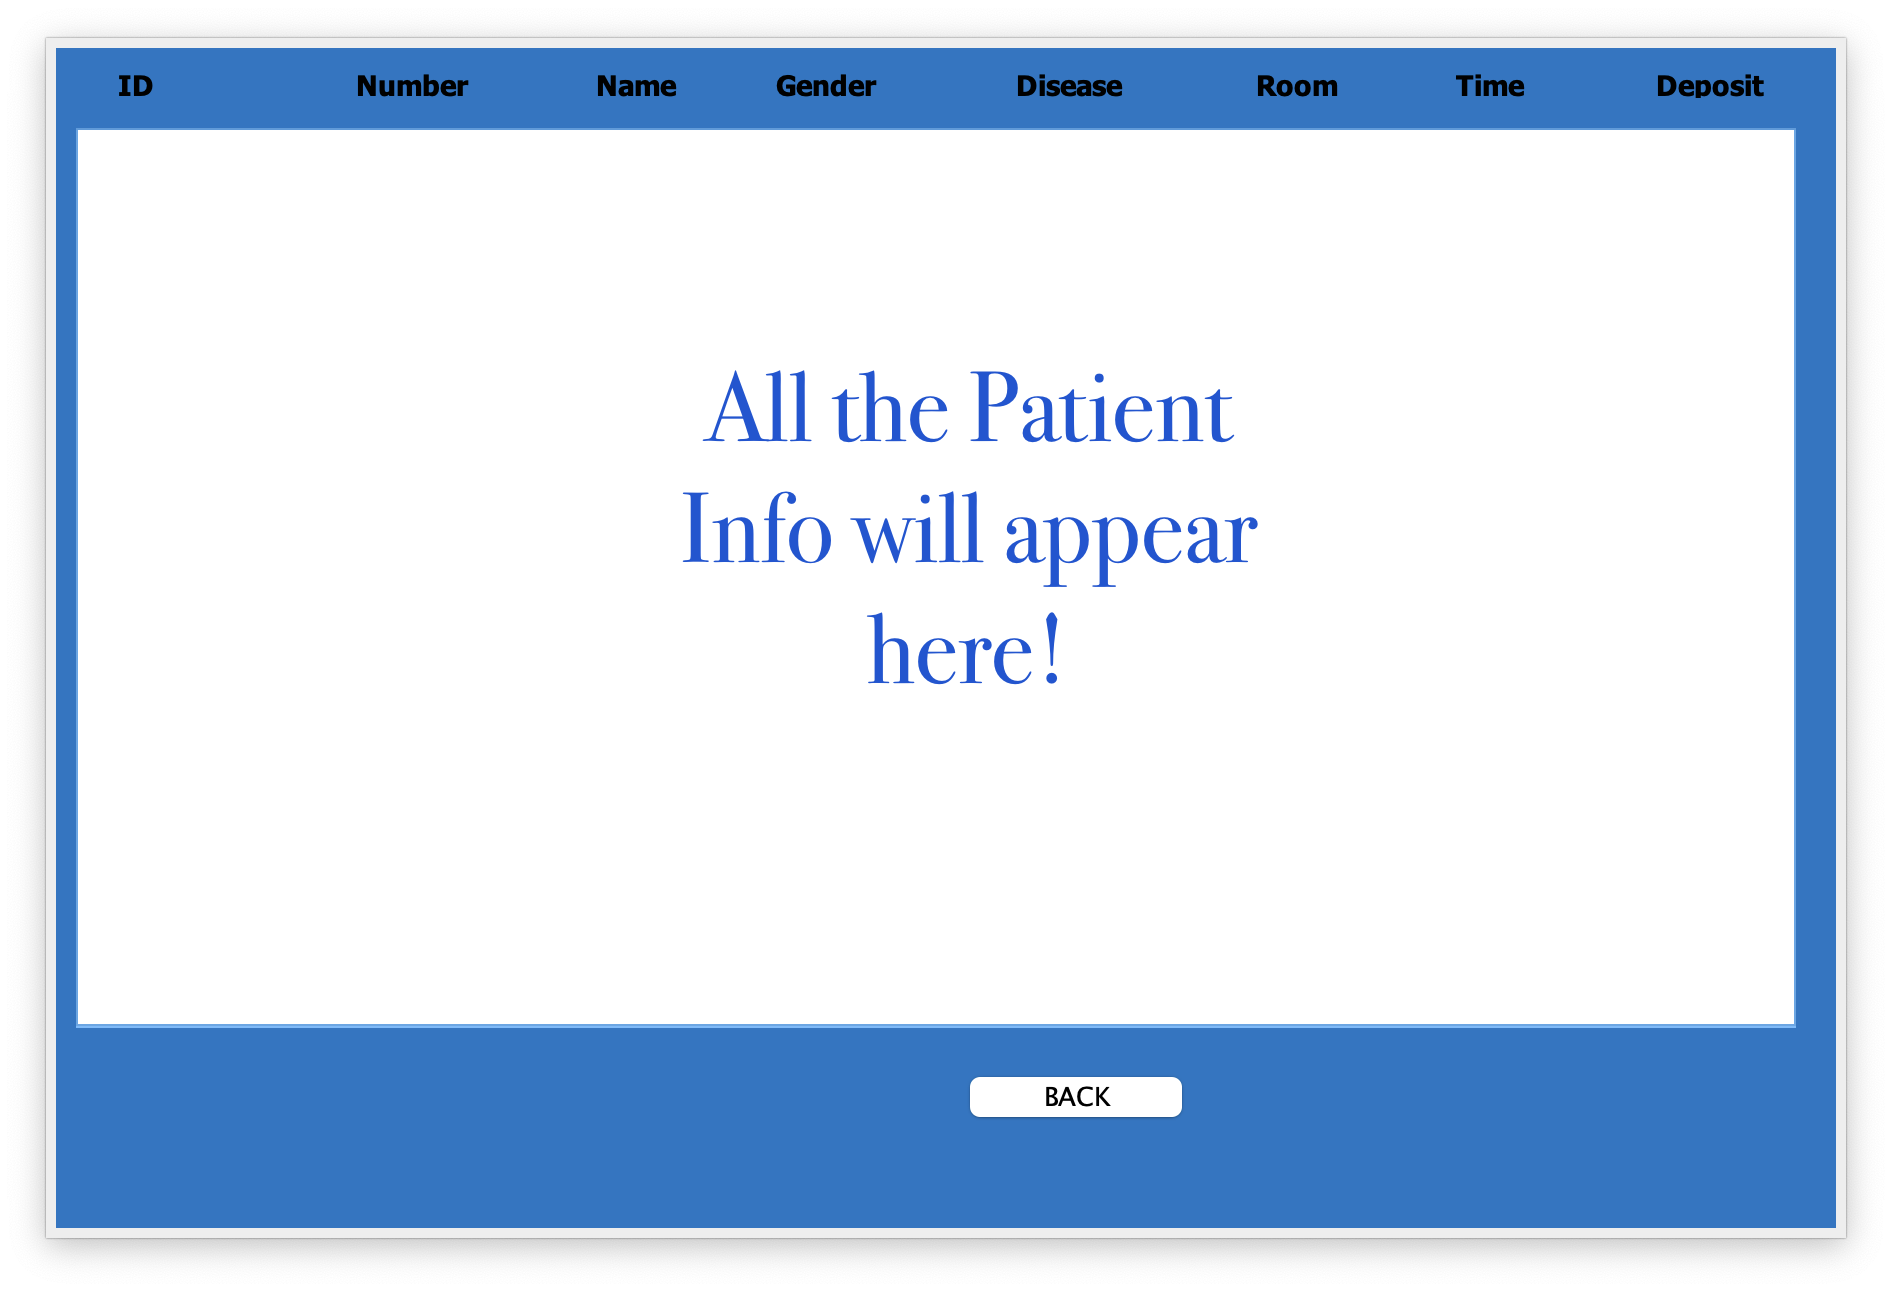 ID Number Name Gender Disease Room Time Deposit
All the Patient
Info will appear
here!
BACK